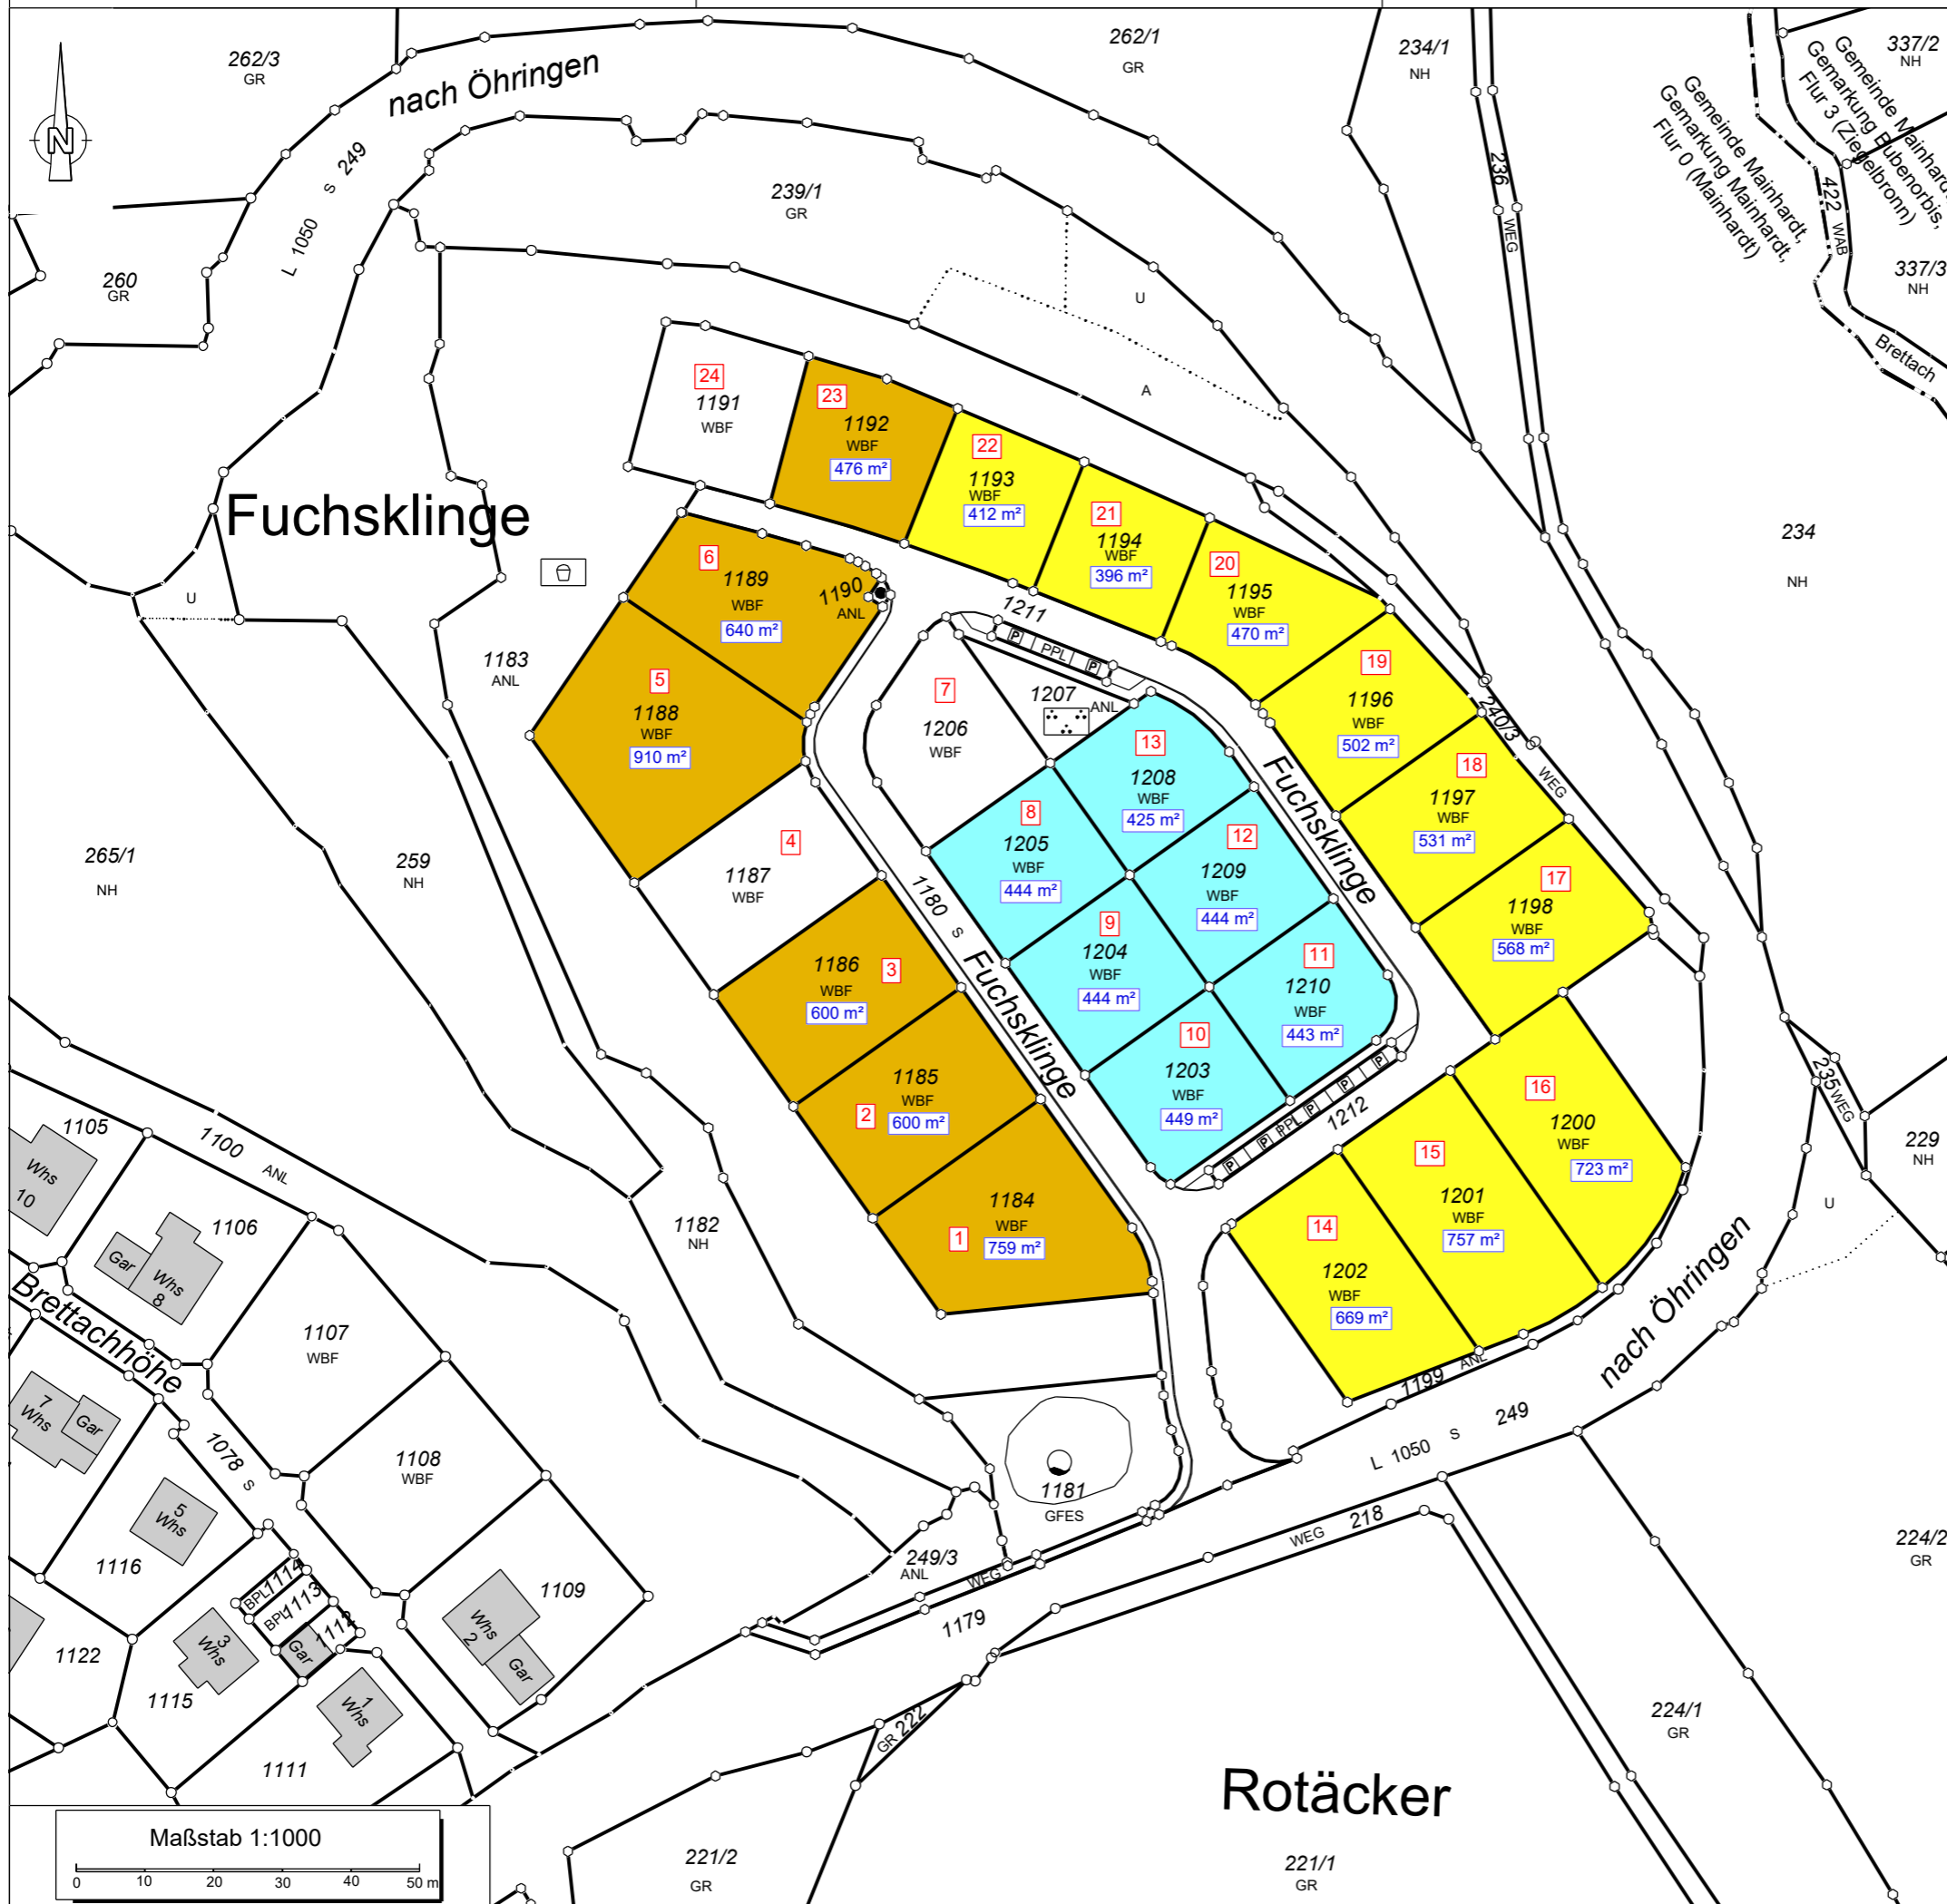 262/3
GR
nach Öhringen
262/1
GR
234/1
NH
337/2
NH
Gemeinde Mainhardt,
Gemarkung Bubenorbis,
Flur 3 (Ziegelbronn)
Gemeinde Mainhardt,
Gemarkung Mainhardt,
Flur 0 (Mainhardt)
N
L 1050 S 249
239/1
GR
236
WEG
422 WAB
337/3
NH
260
GR
U
Brettach
A
24
1191
WBF
23
1192
WBF
476 m²
22
1193
WBF
412 m²
21
1194
WBF
396 m²
20
1195
WBF
470 m²
234
NH
Fuchsklinge
U
6
1189
WBF
640 m²
1190
ANL
1211
P PPL P
1183
ANL
5
1188
WBF
910 m²
7
1206
WBF
1207
ANL
19
1196
WBF
502 m²
240/3
WEG
13
1208
WBF
425 m²
Fuchsklinge
18
1197
WBF
531 m²
8
1205
WBF
444 m²
12
1209
WBF
444 m²
4
1187
WBF
265/1
NH
259
NH
17
1198
WBF
568 m²
1180 S
Fuchsklinge
9
1204
WBF
444 m²
11
1210
WBF
443 m²
3
1186
WBF
600 m²
10
1203
WBF
449 m²
P P PPL P P P
1212
2
1185
WBF
600 m²
16
1200
WBF
723 m²
235 WEG
229
NH
U
1105
Whs
10
1100
ANL
15
1201
WBF
757 m²
1
1184
WBF
759 m²
14
1202
WBF
669 m²
1106
Gar
Whs
8
1182
NH
nach Öhringen
Brettachhöhe
1107
WBF
1199
ANL
7
Whs
Gar
1078 S
1108
WBF
L 1050 S 249
1181
GFES
WEG 218
5
Whs
1116
224/2
GR
249/3
ANL
WEG
1179
BPL 1114
BPL 1113
1112
Gar
1109
Whs
2
Gar
3
Whs
1122
1115
1
Whs
1111
GR 222
224/1
GR
Rotäcker
Maßstab 1:1000
0 10 20 30 40 50 m
221/2
GR
221/1
GR